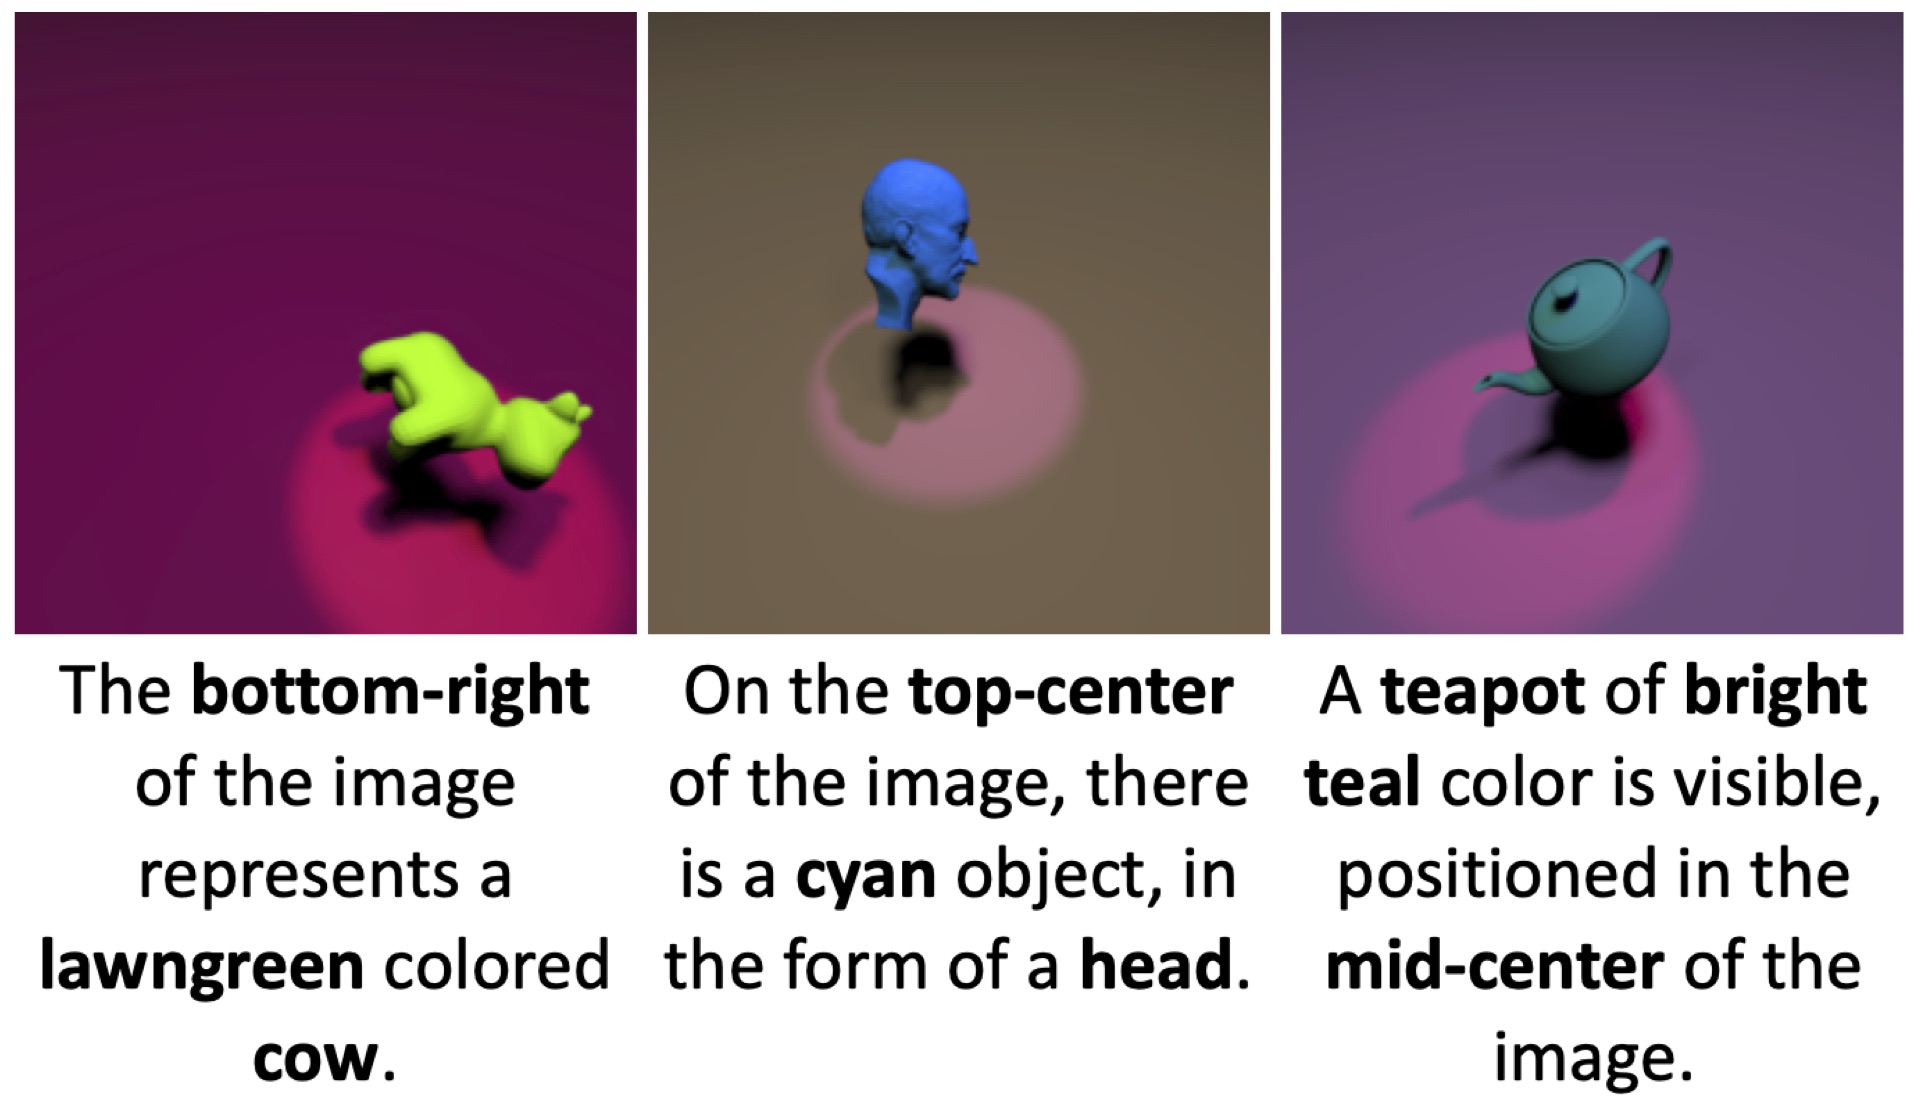 The bottom-right
of the image
represents a
lawngreen colored
cow.
On the top-center
of the image, there
is a cyan object, in
the form of a head.
A teapot of bright
teal color is visible,
positioned in the
mid-center of the
image.